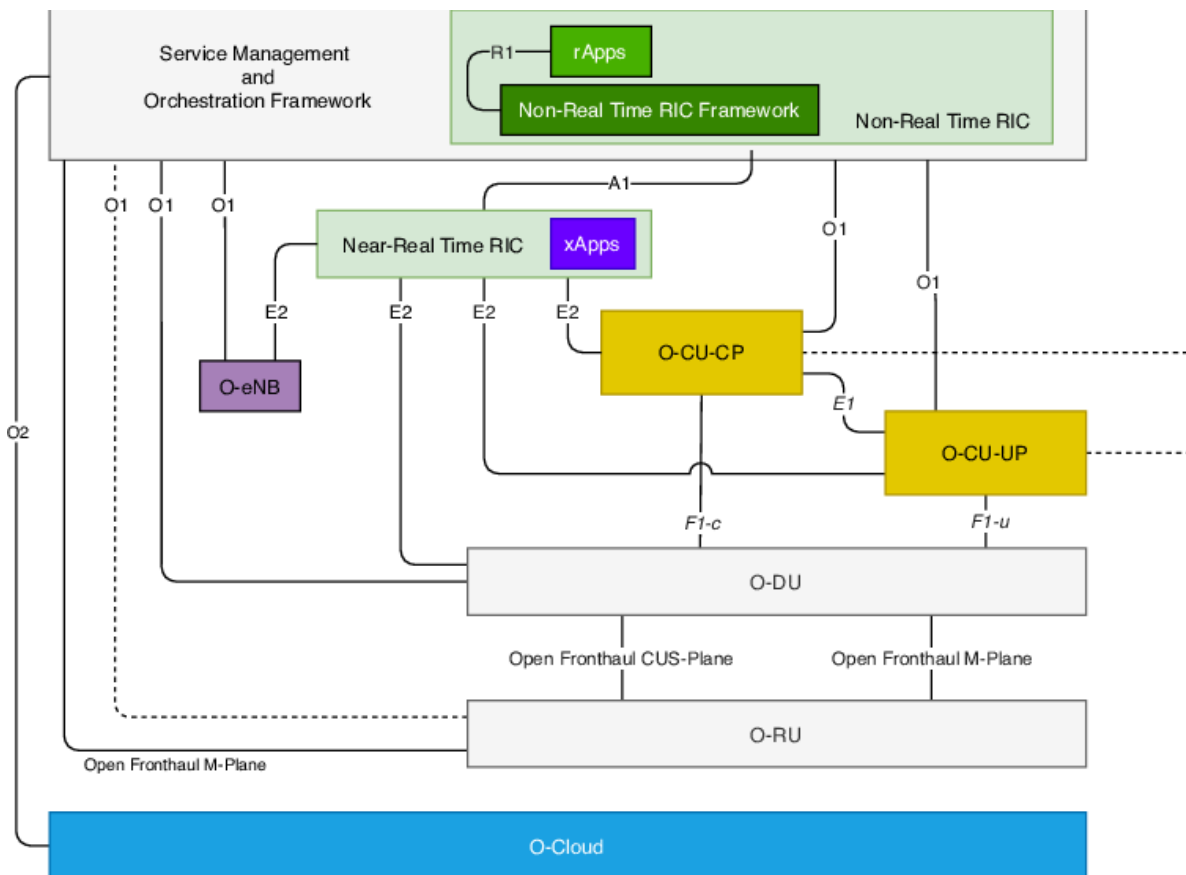 Service Management
and
Orchestration Framework
R1
rApps
Non-Real Time RIC Framework
Non-Real Time RIC
O1
O1
O1
A1
O1
Near-Real Time RIC
xApps
O1
E2
E2
E2
E2
O-CU-CP
O-eNB
E1
O2
O-CU-UP
F1-c
F1-u
O-DU
Open Fronthaul CUS-Plane
Open Fronthaul M-Plane
O-RU
Open Fronthaul M-Plane
O-Cloud